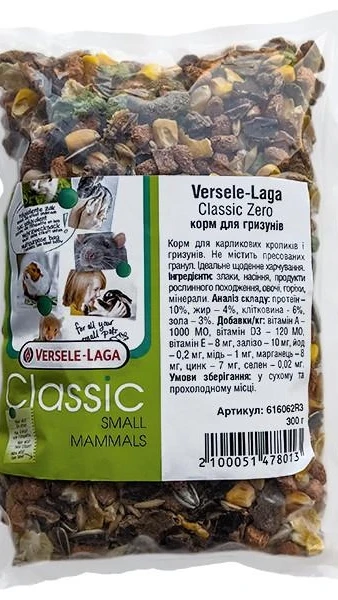 Versele-Laga
Classic Zero
корм для гризунів
Корм для карликових кроликів і
гризунів. Не містить пресованих
гранул. Ідеальне щоденне харчування.
Інгредієнти: злаки, насіння, продукти
рослинного походження, овочі, горіхи,
мінерали. Аналіз складу: протеин –
10%, жир – 4%, клітковина - 6%,
зола – 3%. Добавки/кг: вітамін А –
1000 МО, вітамін D3 – 120 МО,
вітамін Е – 8 мг, залізо – 10 мг, йод
– 0,2 мг, мідь – 1 мг, марганець – 8
мг, цинк – 7 мг, селен – 0,02 мг.
Умови зберігання: у сухому та
прохолодному місці.
Артикул: 616062R3
300 г
2 100051 478013
for all your
small pets
VERSELE-LAGA
Classic
SMALL
MAMMALS